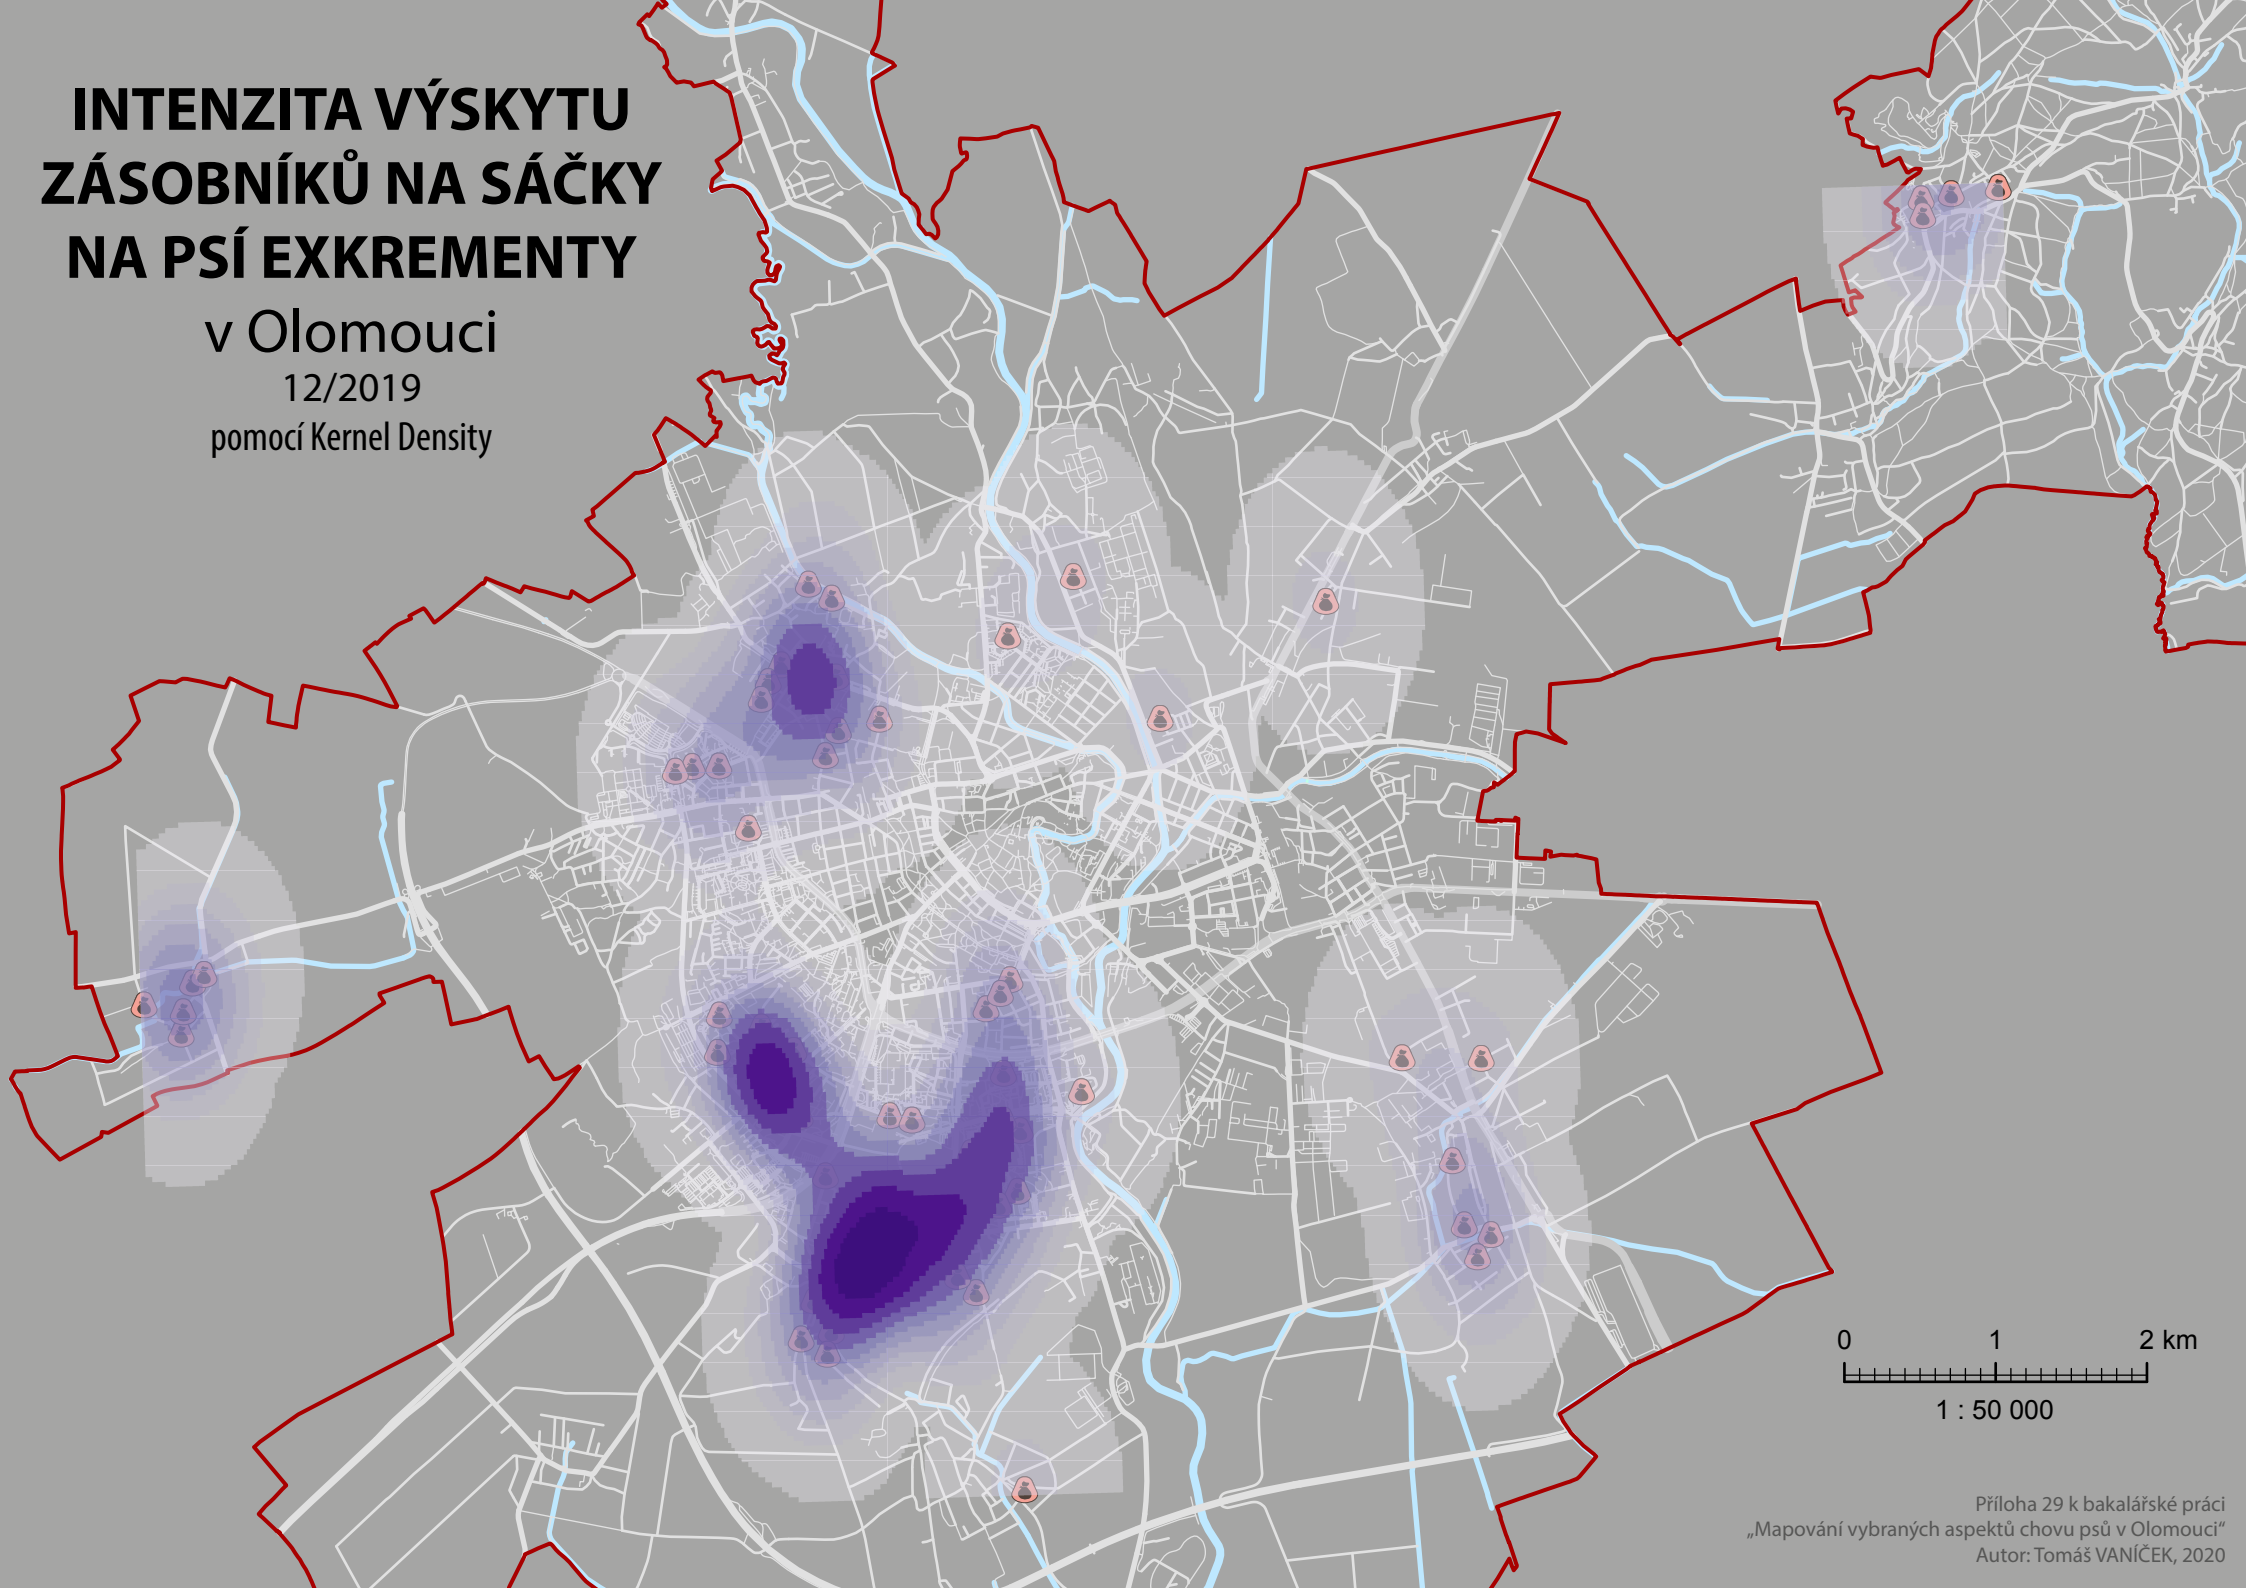 INTENZITA VÝSKYTU
ZÁSOBNÍKŮ NA SÁČKY
NA PSÍ EXKREMENTY
v Olomouci
12/2019
pomocí Kernel Density
0 1 2 km
1 : 50 000
Příloha 29 k bakalářské práci
„Mapování vybraných aspektů chovu psů v Olomouci“
Autor: Tomáš VANÍČEK, 2020